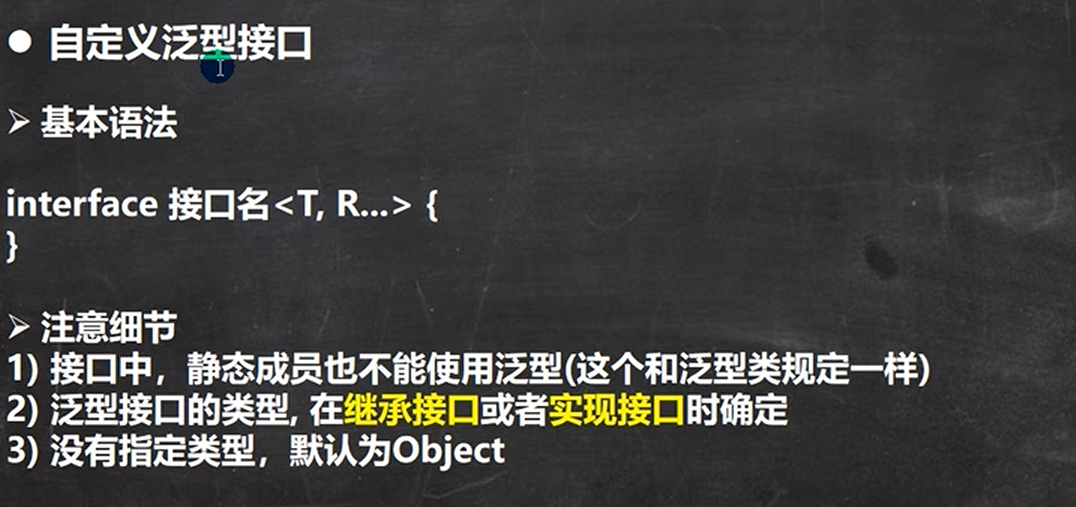 ● 自定义泛型接口
➢ 基本语法
interface 接口名<T, R...> {
}
➢ 注意细节
1) 接口中，静态成员也不能使用泛型(这个和泛型类规定一样)
2) 泛型接口的类型, 在继承接口或者实现接口时确定
3) 没有指定类型，默认为Object